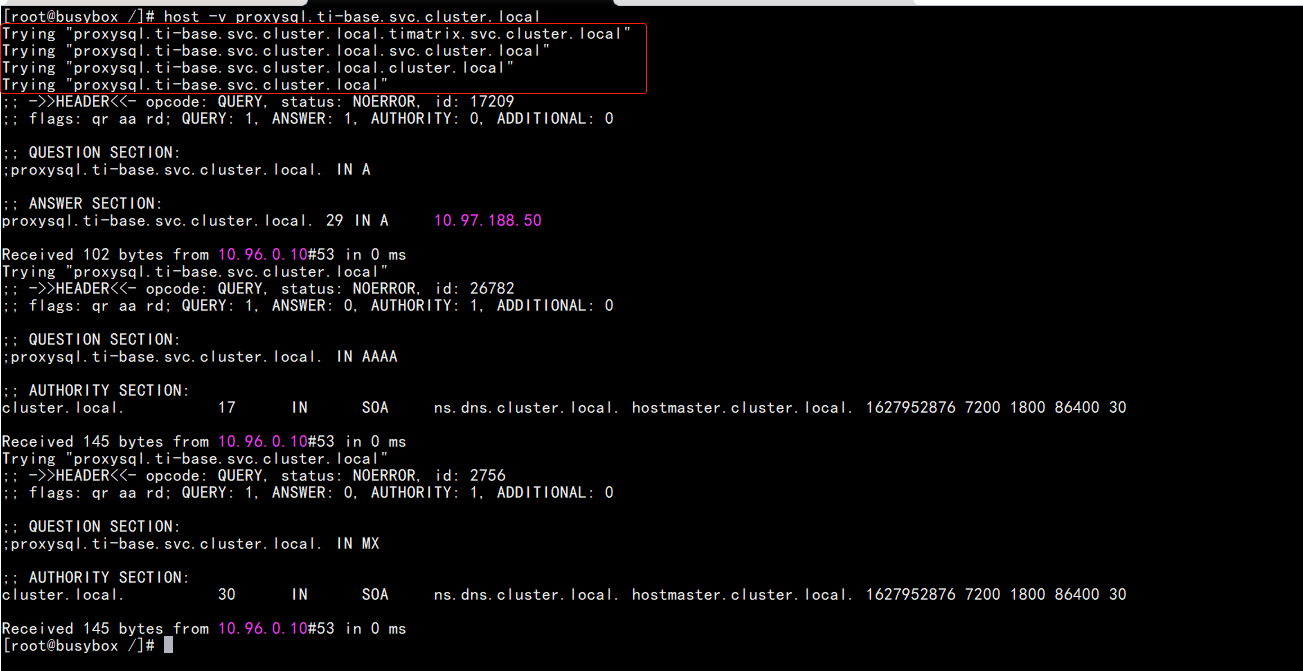 [root@busybox /]# host -v proxysql.ti-base.svc.cluster.local
Trying "proxysql.ti-base.svc.cluster.local.timatrix.svc.cluster.local"
Trying "proxysql.ti-base.svc.cluster.local.svc.cluster.local"
Trying "proxysql.ti-base.svc.cluster.local.cluster.local"
Trying "proxysql.ti-base.svc.cluster.local"
;; ->>HEADER<<- opcode: QUERY, status: NOERROR, id: 17209
;; flags: qr aa rd; QUERY: 1, ANSWER: 1, AUTHORITY: 0, ADDITIONAL: 0
;; QUESTION SECTION:
;proxysql.ti-base.svc.cluster.local. IN A
;; ANSWER SECTION:
proxysql.ti-base.svc.cluster.local. 29 IN A 10.97.188.50
Received 102 bytes from 10.96.0.10#53 in 0 ms
Trying "proxysql.ti-base.svc.cluster.local"
;; ->>HEADER<<- opcode: QUERY, status: NOERROR, id: 26782
;; flags: qr aa rd; QUERY: 1, ANSWER: 0, AUTHORITY: 1, ADDITIONAL: 0
;; QUESTION SECTION:
;proxysql.ti-base.svc.cluster.local. IN AAAA
;; AUTHORITY SECTION:
cluster.local. 17 IN SOA ns.dns.cluster.local. hostmaster.cluster.local. 1627952876 7200 1800 86400 30
Received 145 bytes from 10.96.0.10#53 in 0 ms
Trying "proxysql.ti-base.svc.cluster.local"
;; ->>HEADER<<- opcode: QUERY, status: NOERROR, id: 2756
;; flags: qr aa rd; QUERY: 1, ANSWER: 0, AUTHORITY: 1, ADDITIONAL: 0
;; QUESTION SECTION:
;proxysql.ti-base.svc.cluster.local. IN MX
;; AUTHORITY SECTION:
cluster.local. 30 IN SOA ns.dns.cluster.local. hostmaster.cluster.local. 1627952876 7200 1800 86400 30
Received 145 bytes from 10.96.0.10#53 in 0 ms
[root@busybox /]#